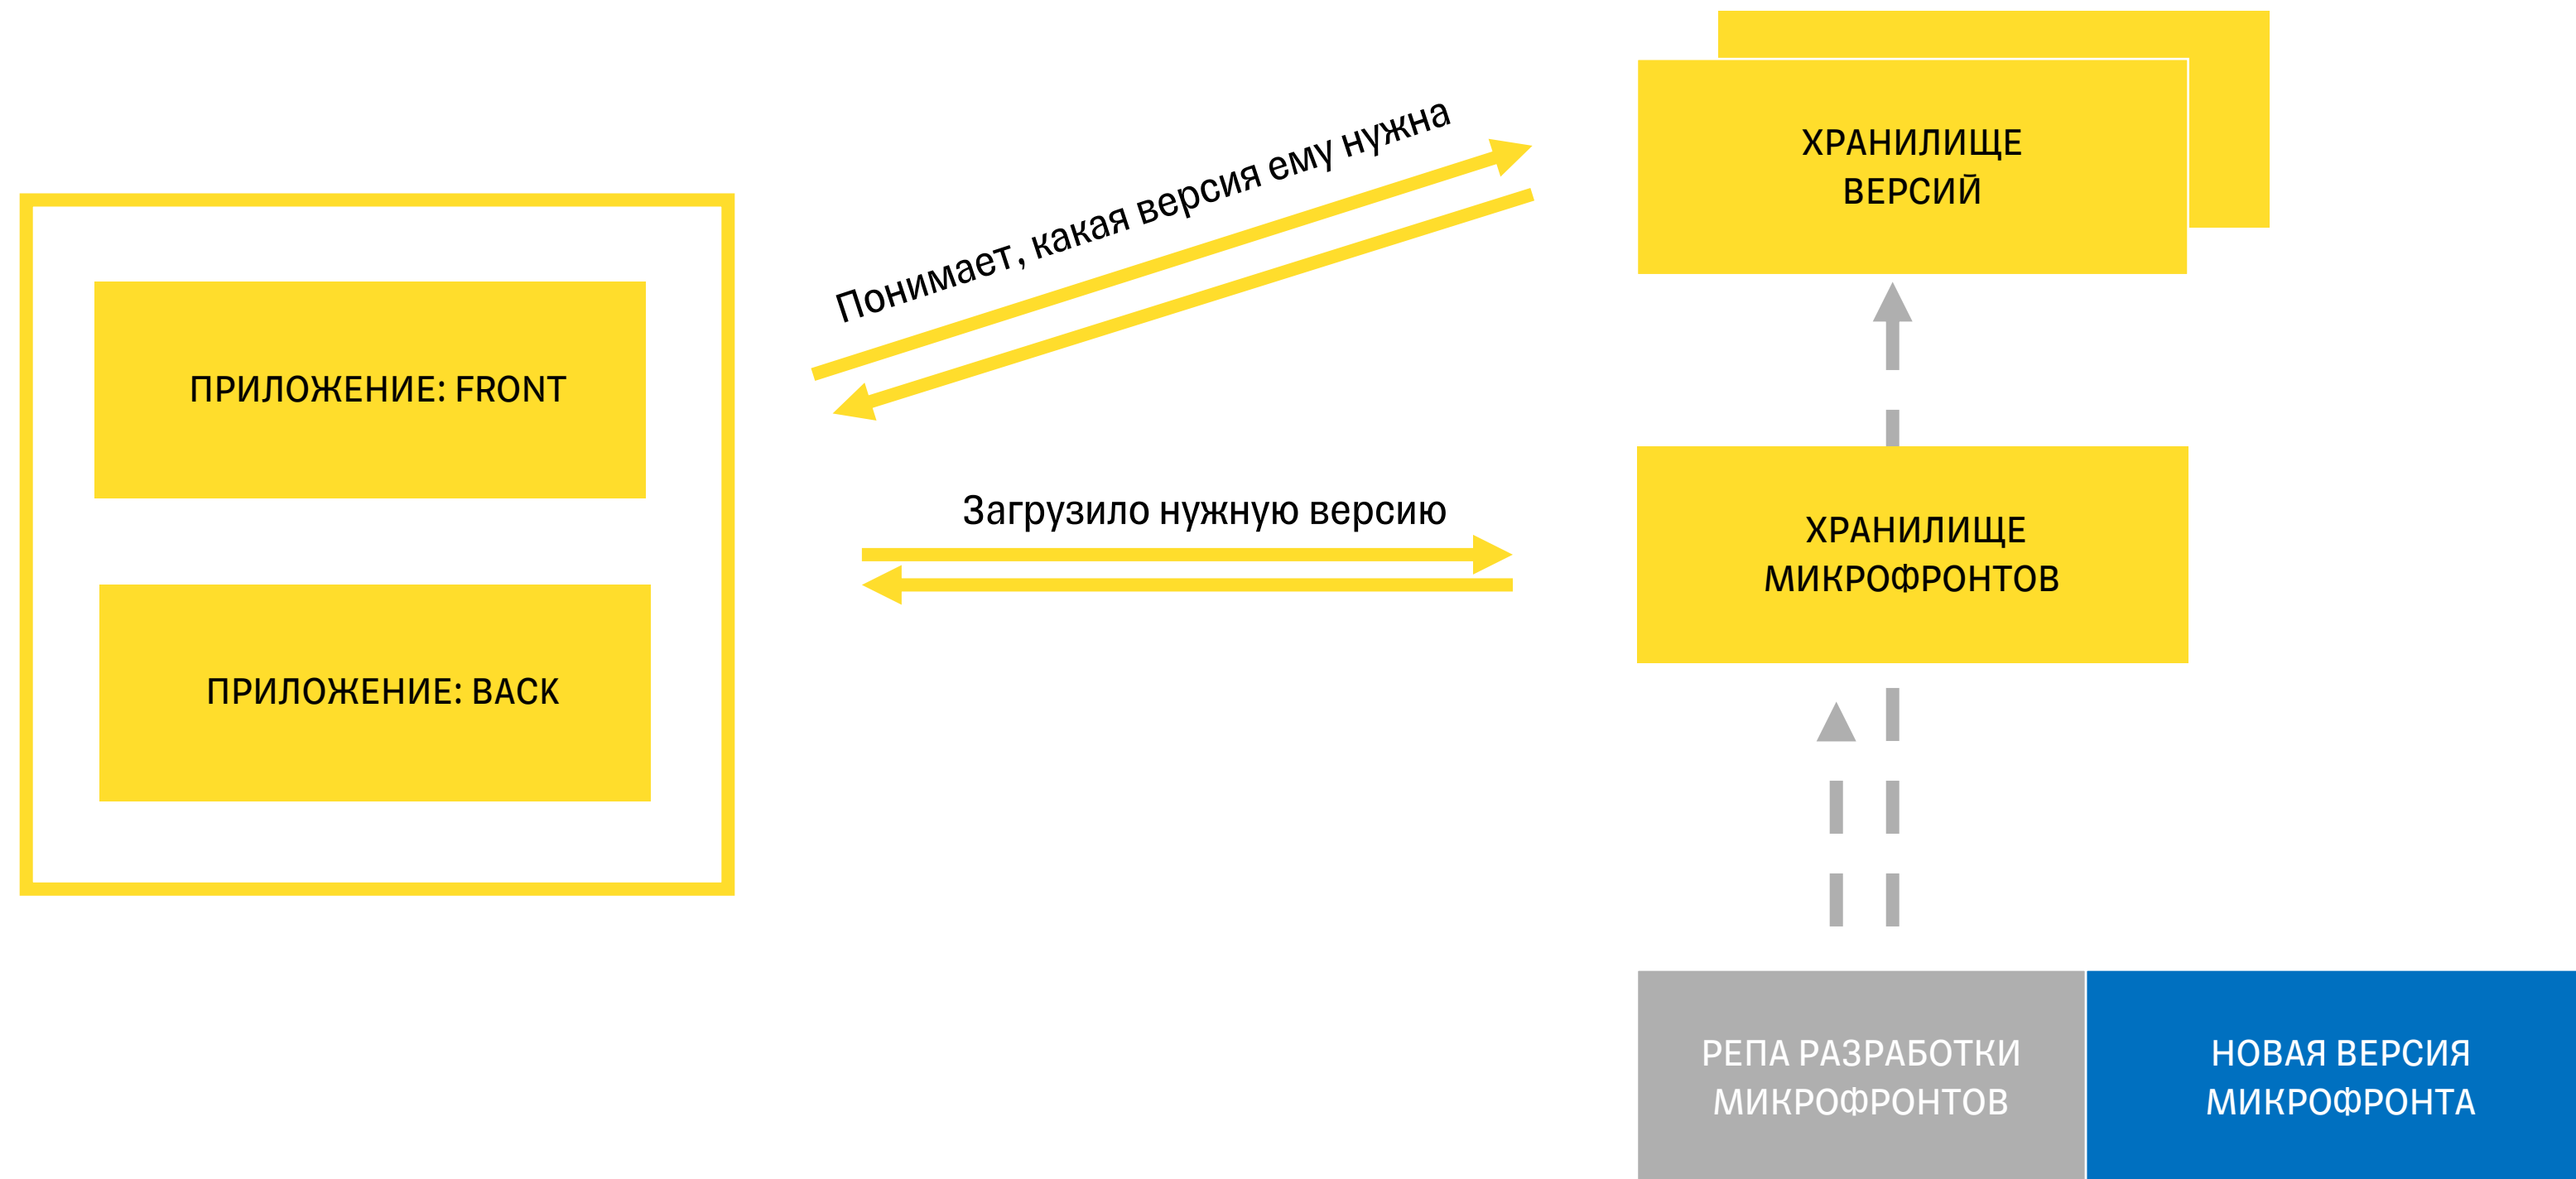 Понимает, какая версия ему нужна
ХРАНИЛИЩЕ
ВЕРСИЙ
ПРИЛОЖЕНИЕ: FRONT
Загрузило нужную версию
ХРАНИЛИЩЕ
МИКРОФРОНТОВ
ПРИЛОЖЕНИЕ: BACK
РЕПА РАЗРАБОТКИ
МИКРОФРОНТОВ
НОВАЯ ВЕРСИЯ
МИКРОФРОНТА